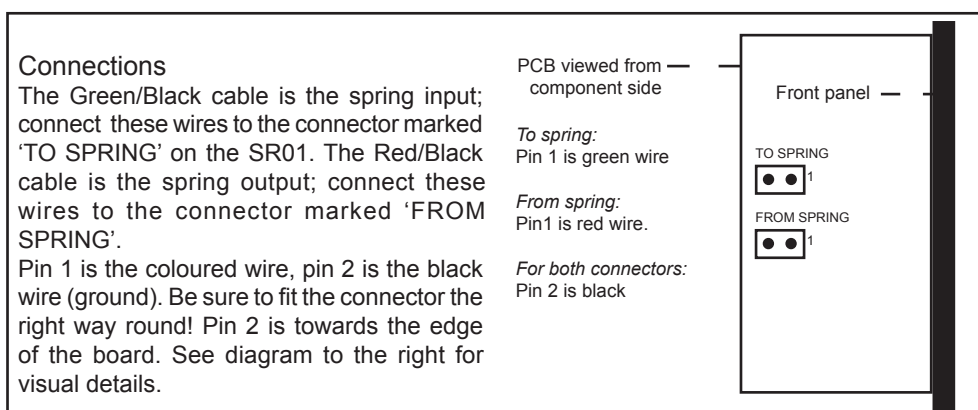 Connections
The Green/Black cable is the spring input;
connect these wires to the connector marked
‘TO SPRING’ on the SR01. The Red/Black
cable is the spring output; connect these
wires to the connector marked ‘FROM
SPRING’.
Pin 1 is the coloured wire, pin 2 is the black
wire (ground). Be sure to fit the connector the
right way round! Pin 2 is towards the edge
of the board. See diagram to the right for
visual details.
PCB viewed from
component side
To spring:
Pin 1 is green wire
From spring:
Pin1 is red wire.
For both connectors:
Pin 2 is black
Front panel
TO SPRING
1
FROM SPRING
1